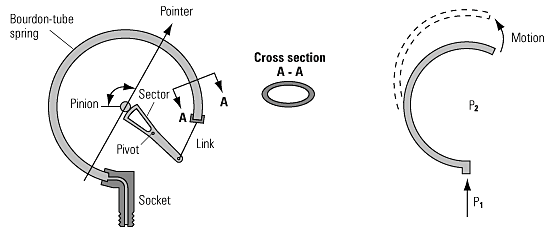 Bourdon-tube
spring
Pointer
Pinion
Sector
A
A
Pivot
Link
Socket
Cross section
A - A
Motion
P2
P1